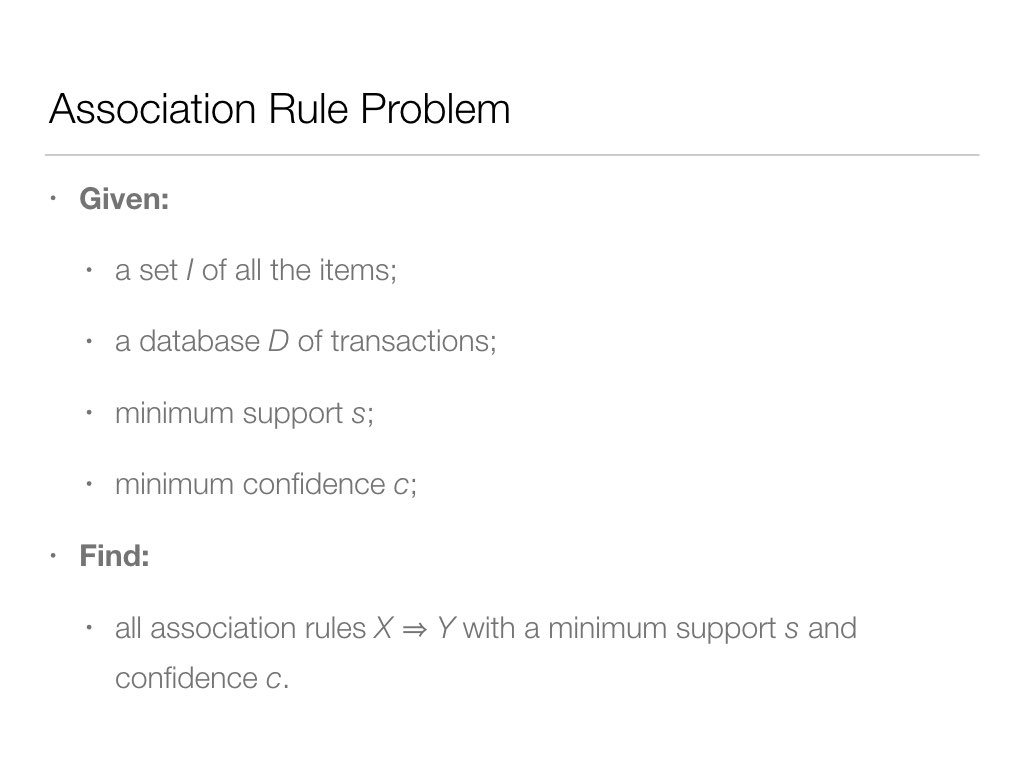 Association Rule Problem
• Given:
• a set I of all the items;
• a database D of transactions;
• minimum support s;
• minimum confidence c;
• Find:
• all association rules X ⇒ Y with a minimum support s and
confidence c.